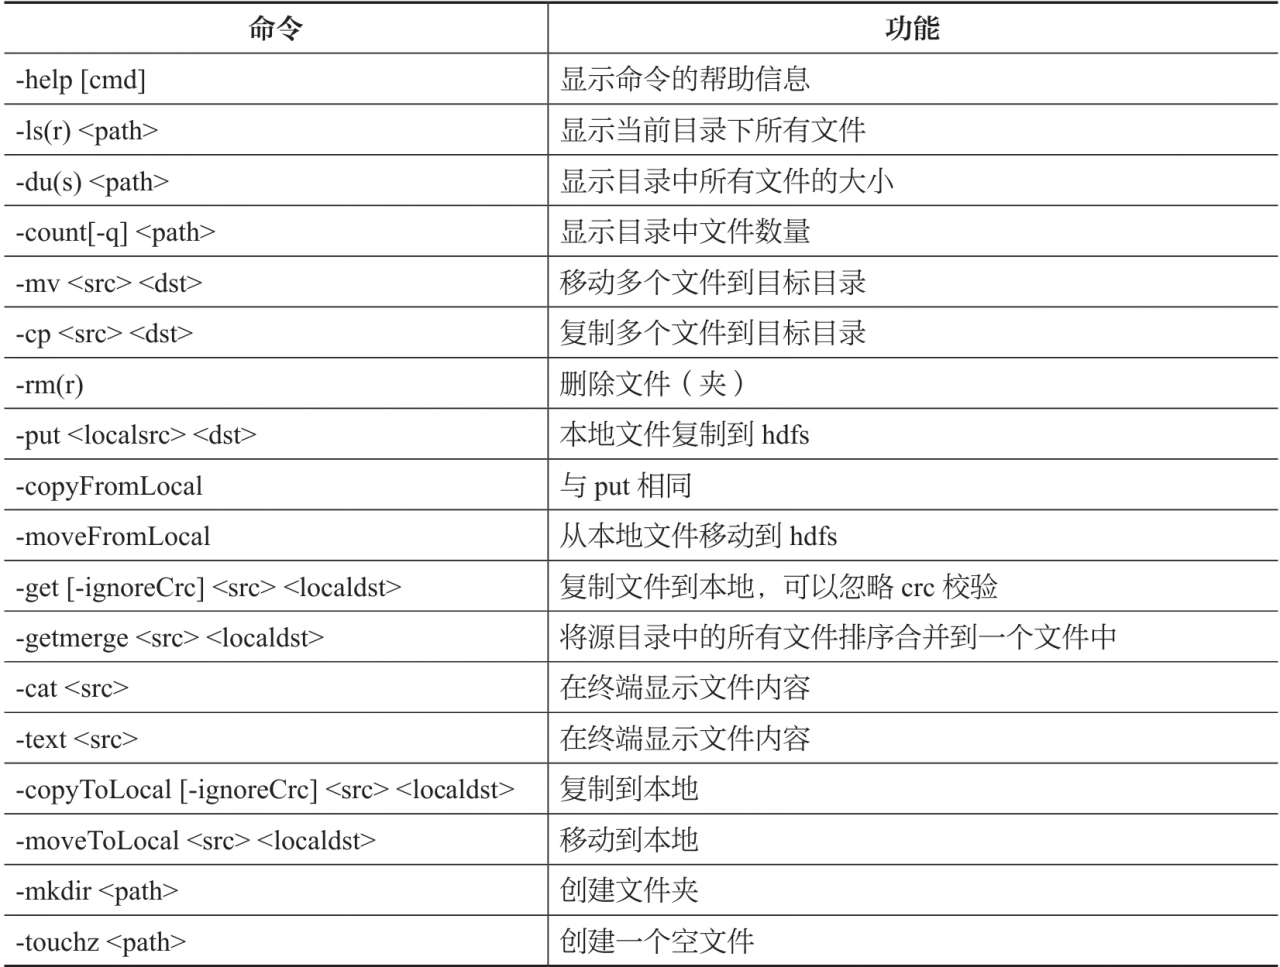 命令 功能
-help [cmd] 显示命令的帮助信息
-ls(r) <path> 显示当前目录下所有文件
-du(s) <path> 显示目录中所有文件的大小
-count[-q] <path> 显示目录中文件数量
-mv <src> <dst> 移动多个文件到目标目录
-cp <src> <dst> 复制多个文件到目标目录
-rm(r) 删除文件（夹）
-put <localsrc> <dst> 本地文件复制到 hdfs
-copyFromLocal 与 put 相同
-moveFromLocal 从本地文件移动到 hdfs
-get [-ignoreCrc] <src> <localdst> 复制文件到本地，可以忽略 crc 校验
-getmerge <src> <localdst> 将源目录中的所有文件排序合并到一个文件中
-cat <src> 在终端显示文件内容
-text <src> 在终端显示文件内容
-copyToLocal [-ignoreCrc] <src> <localdst> 复制到本地
-moveToLocal <src> <localdst> 移动到本地
-mkdir <path> 创建文件夹
-touchz <path> 创建一个空文件